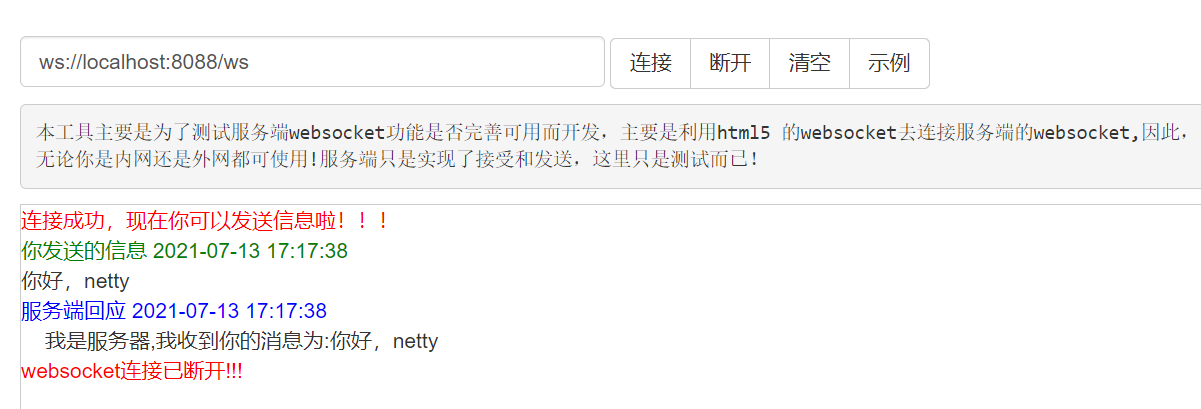 ws://localhost:8088/ws 连接 断开 清空 示例
本工具主要是为了测试服务端websocket功能是否完善可用而开发，主要是利用html5 的websocket去连接服务端的websocket,因此，
无论你是内网还是外网都可使用!服务端只是实现了接受和发送，这里只是测试而已!
连接成功，现在你可以发送信息啦！！！
你发送的信息 2021-07-13 17:17:38
你好，netty
服务端回应 2021-07-13 17:17:38
我是服务器,我收到你的消息为:你好，netty
websocket连接已断开!!!